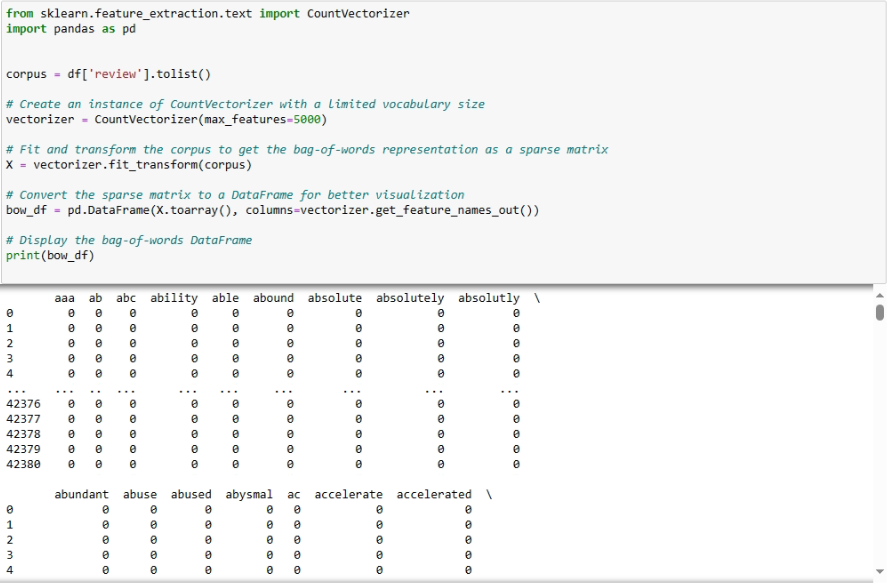 from sklearn.feature_extraction.text import CountVectorizer
import pandas as pd
corpus = df['review'].tolist()
# Create an instance of CountVectorizer with a limited vocabulary size
vectorizer = CountVectorizer(max_features=5000)
# Fit and transform the corpus to get the bag-of-words representation as a sparse matrix
X = vectorizer.fit_transform(corpus)
# Convert the sparse matrix to a DataFrame for better visualization
bow_df = pd.DataFrame(X.toarray(), columns=vectorizer.get_feature_names_out())
# Display the bag-of-words DataFrame
print(bow_df)
aaa ab abc ability able abound absolute absolutely absolutly \
0 0 0 0 0 0 0 0 0 0
1 0 0 0 0 0 0 0 0 0
2 0 0 0 0 0 0 0 0 0
3 0 0 0 0 0 0 0 0 0
4 0 0 0 0 0 0 0 0 0
... ... .. ... ... ... ... ... ... ...
42376 0 0 0 0 0 0 0 0 0
42377 0 0 0 0 0 0 0 0 0
42378 0 0 0 0 0 0 0 0 0
42379 0 0 0 0 0 0 0 0 0
42380 0 0 0 0 0 0 0 0 0
abundant abuse abused abysmal ac accelerate accelerated \
0 0 0 0 0 0 0 0
1 0 0 0 0 0 0 0
2 0 0 0 0 0 0 0
3 0 0 0 0 0 0 0
4 0 0 0 0 0 0 0